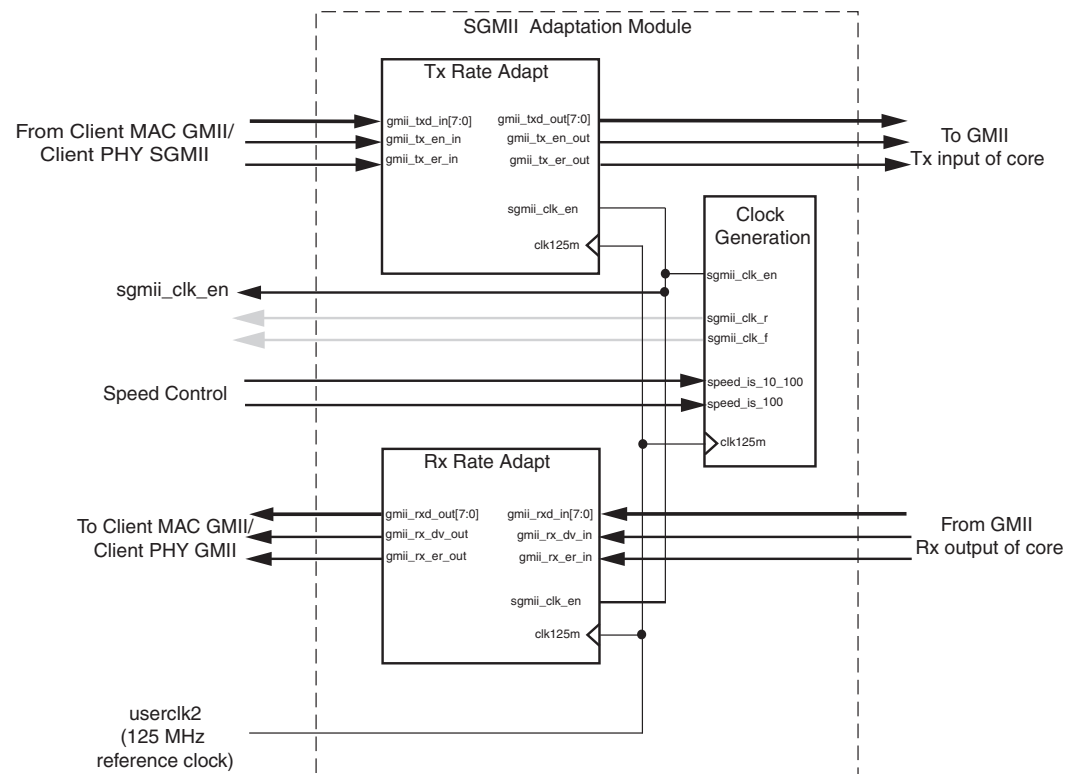 SGMII Adaptation Module
Tx Rate Adapt
From Client MAC GMII/
Client PHY SGMII
gmii_txd_in[7:0]
gmii_tx_en_in
gmii_tx_er_in
gmii_txd_out[7:0]
gmii_tx_en_out
gmii_tx_er_out
sgmii_clk_en
clk125m
To GMII
Tx input of core
Clock
Generation
sgmii_clk_en
sgmii_clk_r
sgmii_clk_f
speed_is_10_100
speed_is_100
clk125m
sgmii_clk_en
Speed Control
Rx Rate Adapt
To Client MAC GMII/
Client PHY GMII
gmii_rxd_out[7:0]
gmii_rx_dv_out
gmii_rx_er_out
gmii_rxd_in[7:0]
gmii_rx_dv_in
gmii_rx_er_in
sgmii_clk_en
clk125m
From GMII
Rx output of core
userclk2
(125 MHz
reference clock)